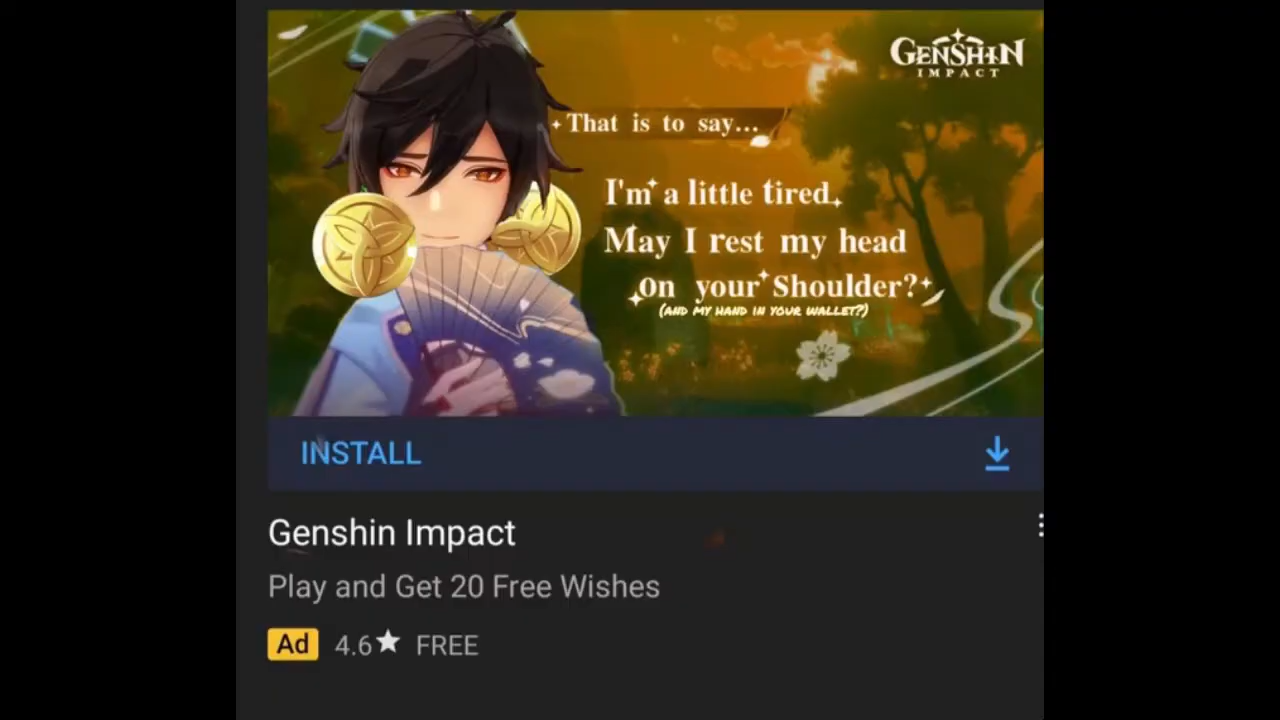 GENSHIN
IMPACT
That is to say...
I'm a little tired.
May I rest my head
on your Shoulder?
(AND MY HAND IN YOUR WALLET?)
INSTALL
Genshin Impact
Play and Get 20 Free Wishes
Ad 4.6★ FREE